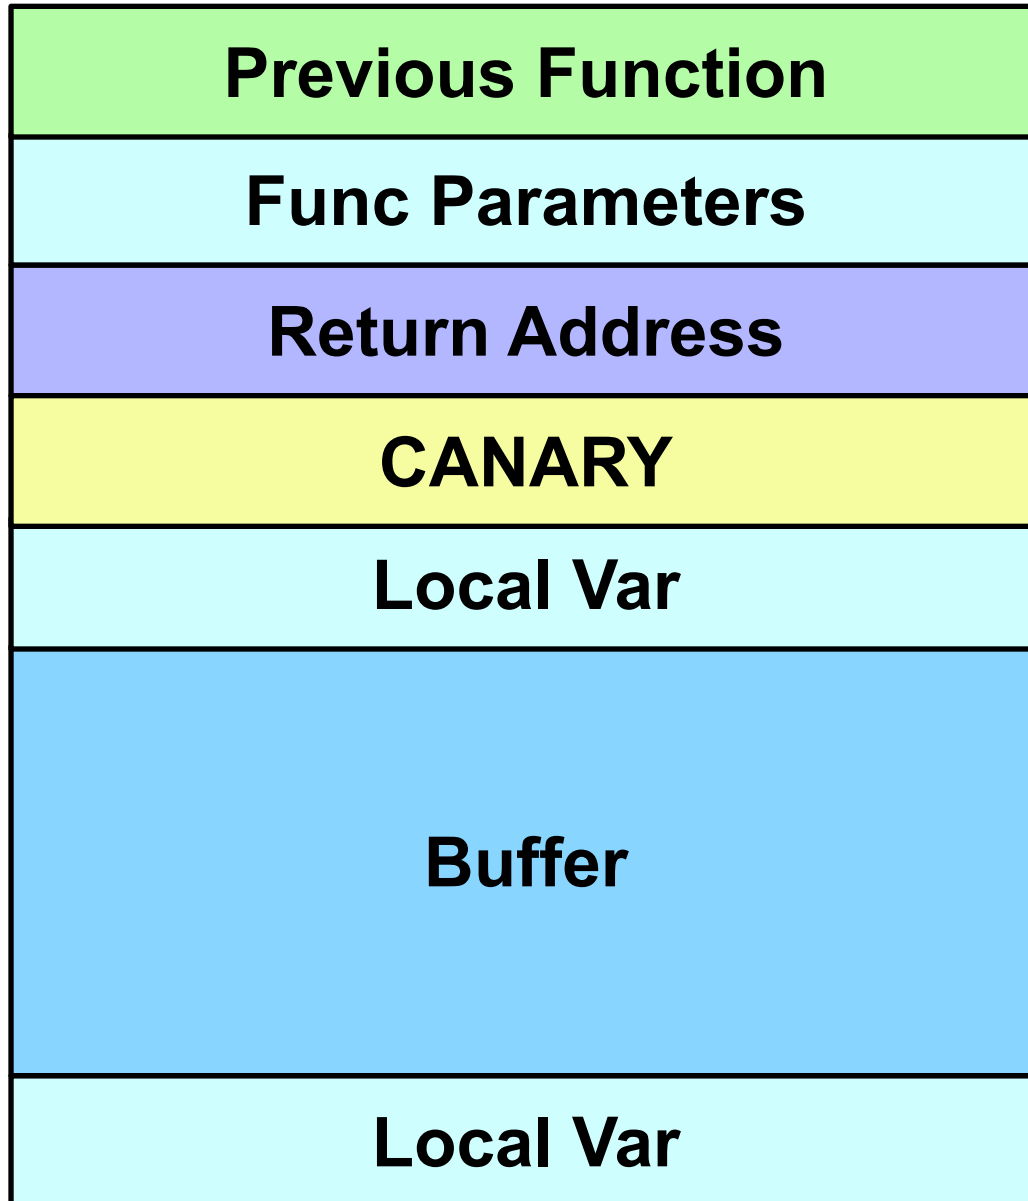 Previous Function
Func Parameters
Return Address
CANARY
Local Var
Buffer
Local Var